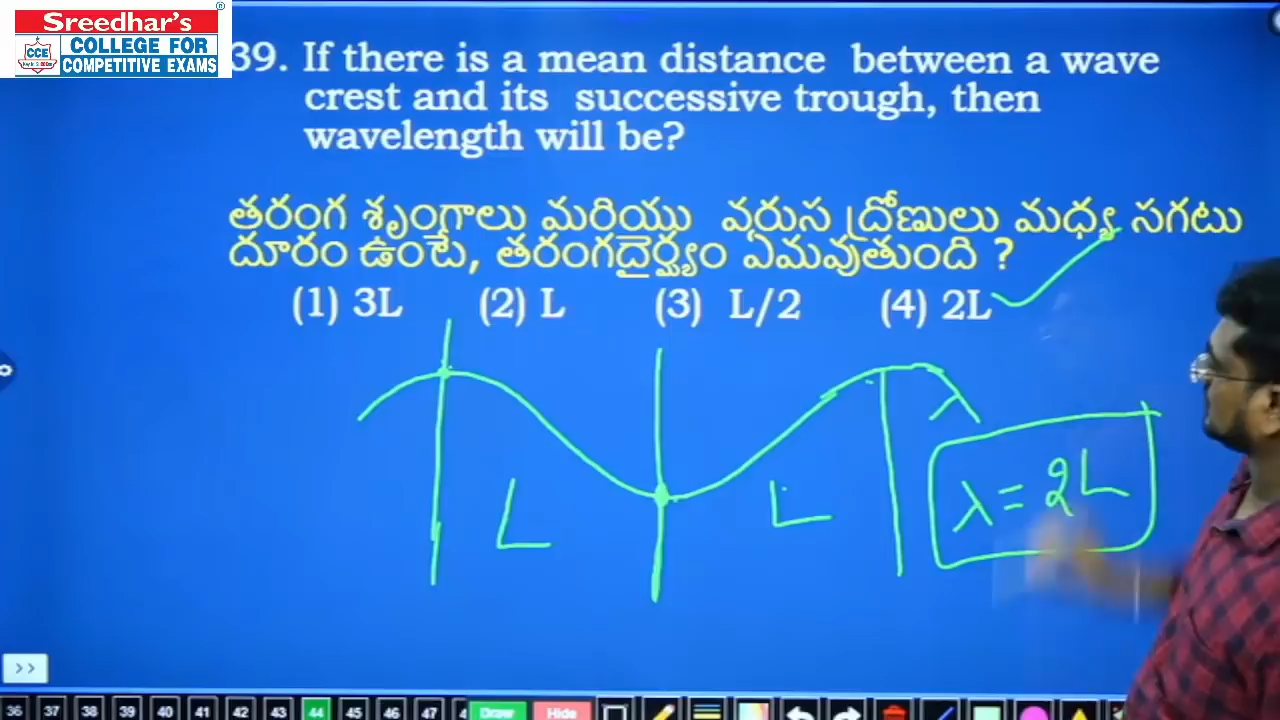 Sreedhar's
CCE
COLLEGE FOR
COMPETITIVE EXAMS
39. If there is a mean distance between a wave
crest and its successive trough, then
wavelength will be?
తరంగ శృంగాలు మరియు వరుస ద్రోణులు మధ్య సగటు
దూరం ఉంటే, తరంగదైర్ఘ్యం ఏమవుతుంది ?
(1) 3L (2) L (3) L/2 (4) 2L
λ
L L λ = 2L
>>
36 37 38 39 40 41 42 43 44 45 46 47 Draw Hide